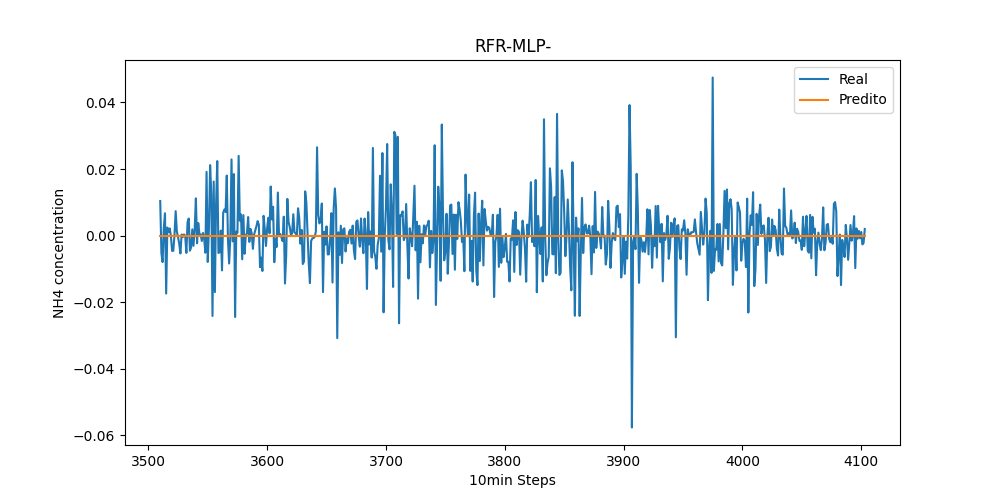 RFR-MLP-
Real
Predito
NH4 concentration
0.04
0.02
0.00
−0.02
−0.04
−0.06
3500 3600 3700 3800 3900 4000 4100
10min Steps